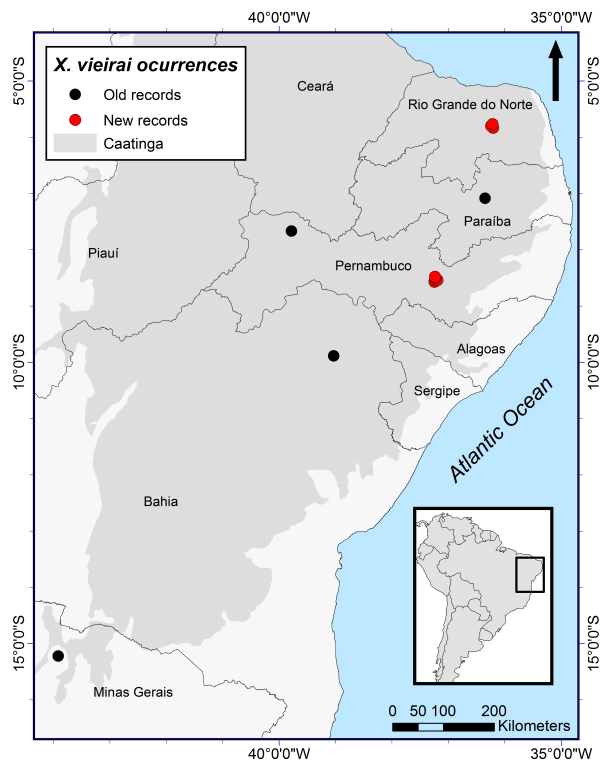 40°0'0"W 35°0'0"W
X. vieirai ocurrences
Old records
New records
Caatinga
5°0'0"S
5°0'0"S
Ceará
Rio Grande do Norte
Paraíba
Piauí
Pernambuco
Alagoas
10°0'0"S
10°0'0"S
Sergipe
Atlantic Ocean
Bahia
15°0'0"S
15°0'0"S
Minas Gerais
0 50 100 200
Kilometers
40°0'0"W 35°0'0"W